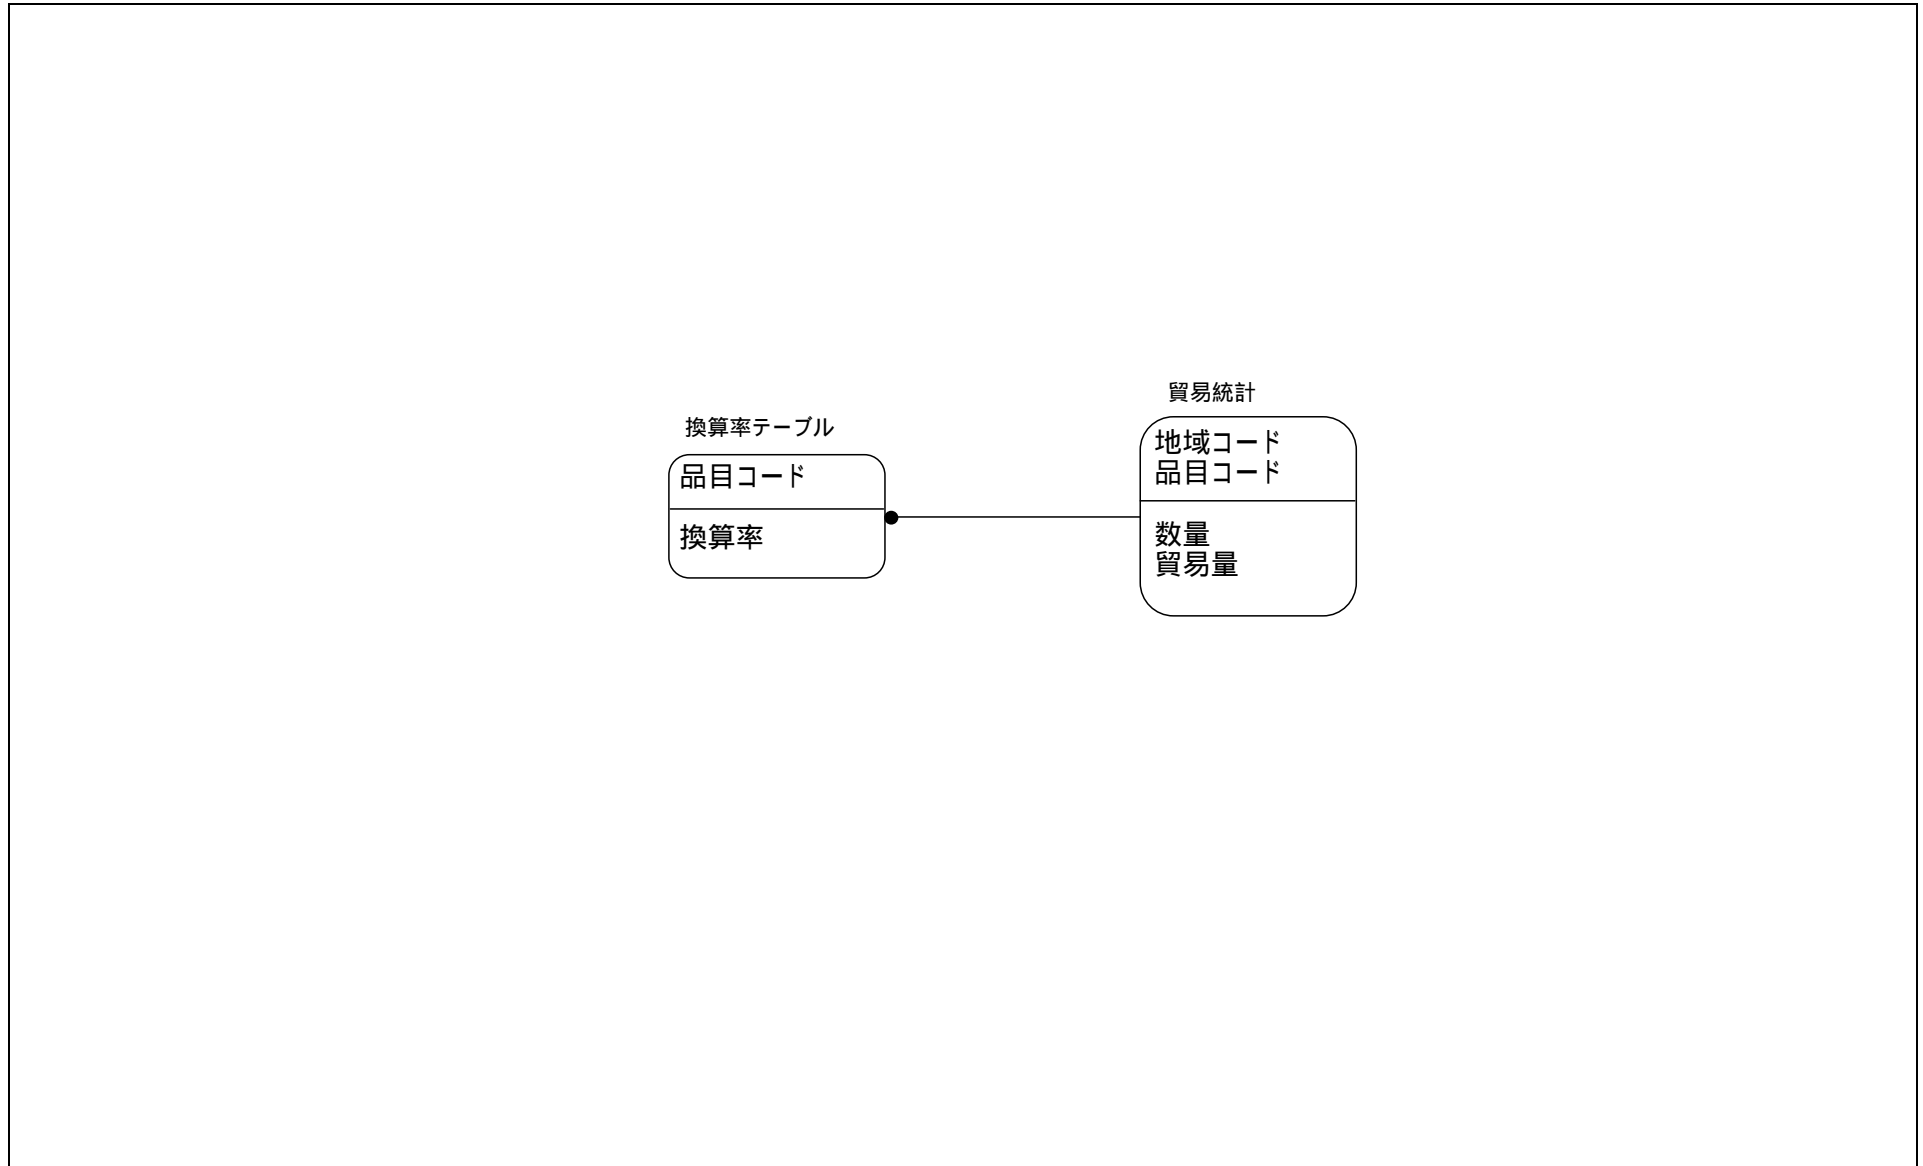 換算率テーブル
品目コード
換算率
貿易統計
地域コード
品目コード
数量
貿易量